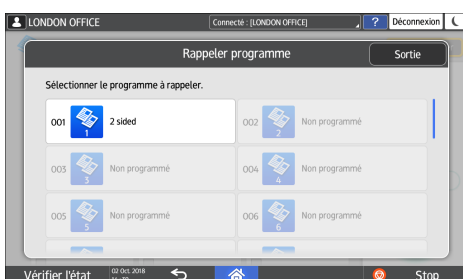 LONDON OFFICE
Connecté : [LONDON OFFICE]
?
Déconnexion
Rappeler programme
Sortie
Sélectionner le programme à rappeler.
001 1 2 sided
002 2 Non programmé
003 3 Non programmé
004 4 Non programmé
005 5 Non programmé
006 6 Non programmé
Vérifier l'état
02 Oct. 2018
Stop